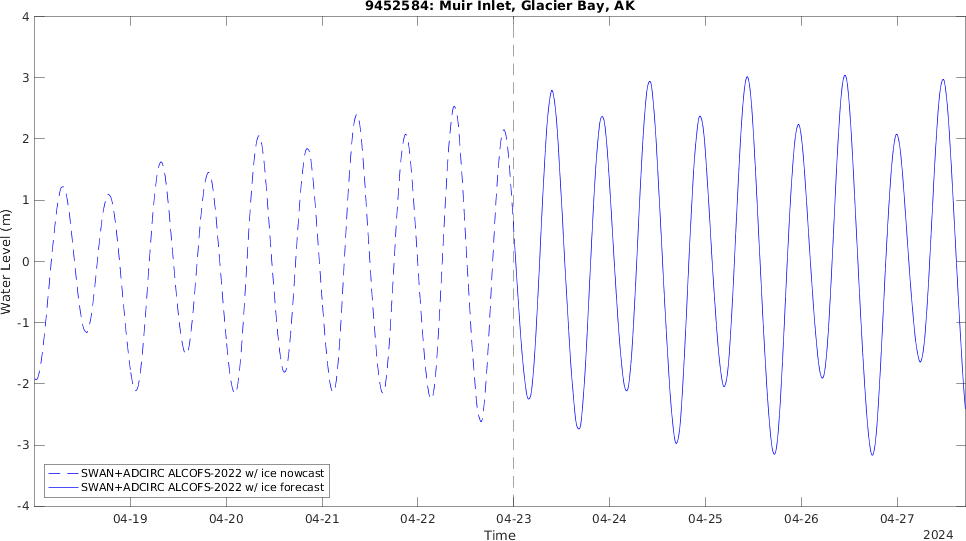 9452584: Muir Inlet, Glacier Bay, AK
4
3
2
1
0
-1
-2
-3
-4
Water Level (m)
SWAN+ADCIRC ALCOFS-2022 w/ ice nowcast
SWAN+ADCIRC ALCOFS-2022 w/ ice forecast
04-19 04-20 04-21 04-22 04-23 04-24 04-25 04-26 04-27
Time
2024